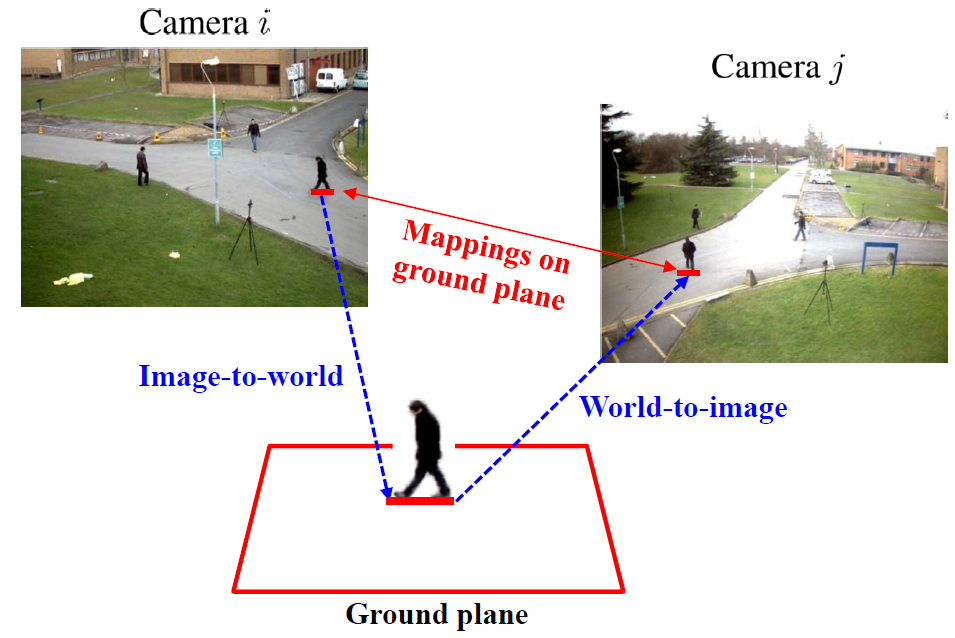 Camera i
Camera j
Mappings on
ground plane
Image-to-world
World-to-image
Ground plane